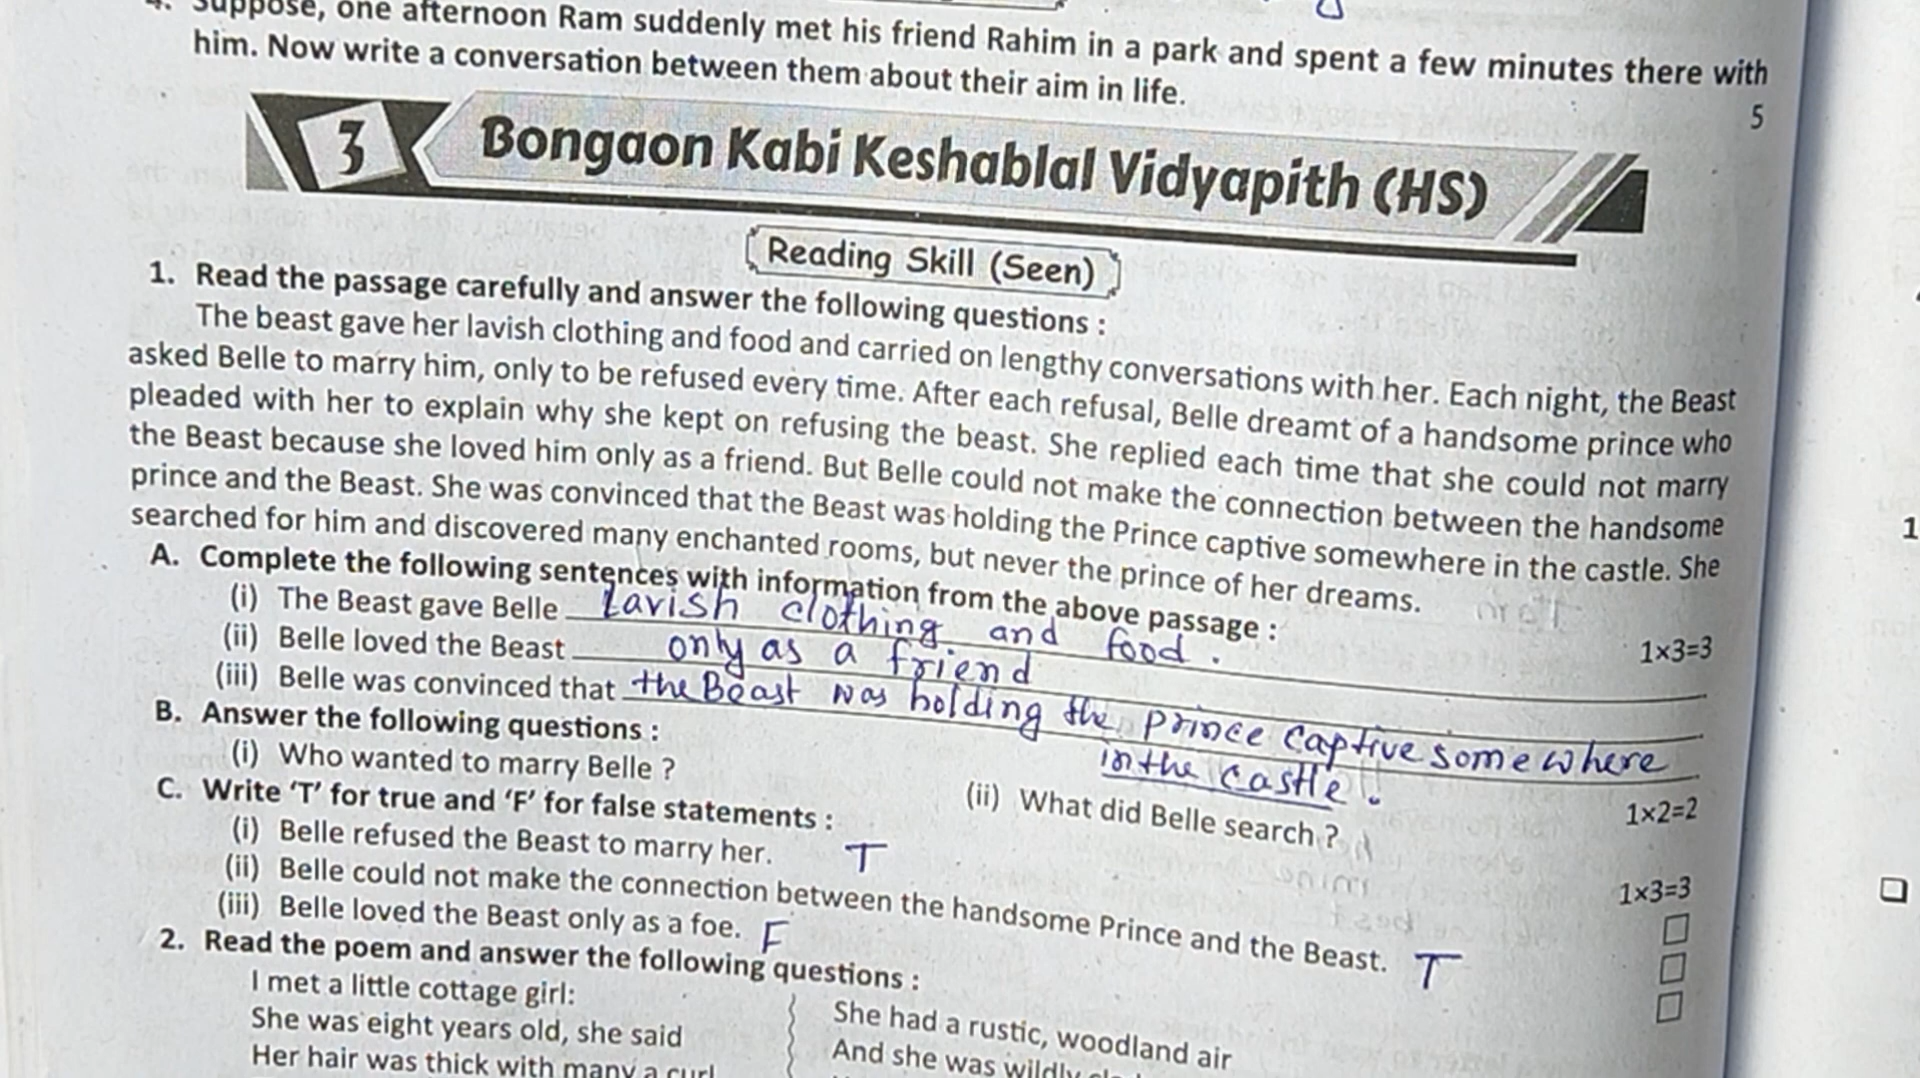 4. Suppose, one afternoon Ram suddenly met his friend Rahim in a park and spent a few minutes there with
him. Now write a conversation between them about their aim in life.
5
3 Bongaon Kabi Keshablal Vidyapith (HS)
Reading Skill (Seen)
1. Read the passage carefully and answer the following questions :
The beast gave her lavish clothing and food and carried on lengthy conversations with her. Each night, the Beast
asked Belle to marry him, only to be refused every time. After each refusal, Belle dreamt of a handsome prince who
pleaded with her to explain why she kept on refusing the beast. She replied each time that she could not marry
the Beast because she loved him only as a friend. But Belle could not make the connection between the handsome
prince and the Beast. She was convinced that the Beast was holding the Prince captive somewhere in the castle. She
searched for him and discovered many enchanted rooms, but never the prince of her dreams.
A. Complete the following sentences with information from the above passage : 1×3=3
(i) The Beast gave Belle Lavish clothing and food.
(ii) Belle loved the Beast only as a friend
(iii) Belle was convinced that the Beast was holding the prince captive somewhere
in the castle.
B. Answer the following questions : 1×2=2
(i) Who wanted to marry Belle ? (ii) What did Belle search ?
C. Write ‘T’ for true and ‘F’ for false statements : 1×3=3
(i) Belle refused the Beast to marry her. T
(ii) Belle could not make the connection between the handsome Prince and the Beast. T
(iii) Belle loved the Beast only as a foe. F
2. Read the poem and answer the following questions :
I met a little cottage girl:
She was eight years old, she said
Her hair was thick with many a curl
She had a rustic, woodland air
And she was wildly